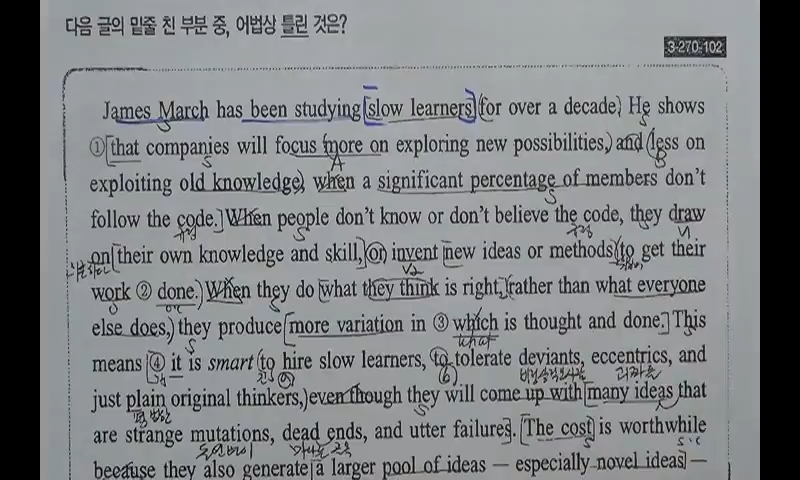 다음 글의 밑줄 친 부분 중, 어법상 틀린 것은?
3-270-102
James March has been studying slow learners for over a decade. He shows
① that companies will focus more on exploring new possibilities, and less on
A B
exploiting old knowledge, when a significant percentage of members don't
follow the code. When people don't know or don't believe the code, they draw
on their own knowledge and skill, or invent new ideas or methods to get their
work ② done. When they do what they think is right, rather than what everyone
else does, they produce more variation in ③ which is thought and done. This
what
means ④ it is smart to hire slow learners, to tolerate deviants, eccentrics, and
just plain original thinkers, even though they will come up with many ideas that
평범한
are strange mutations, dead ends, and utter failures. The cost is worthwhile
돌연변이
because they also generate a larger pool of ideas — especially novel ideas —